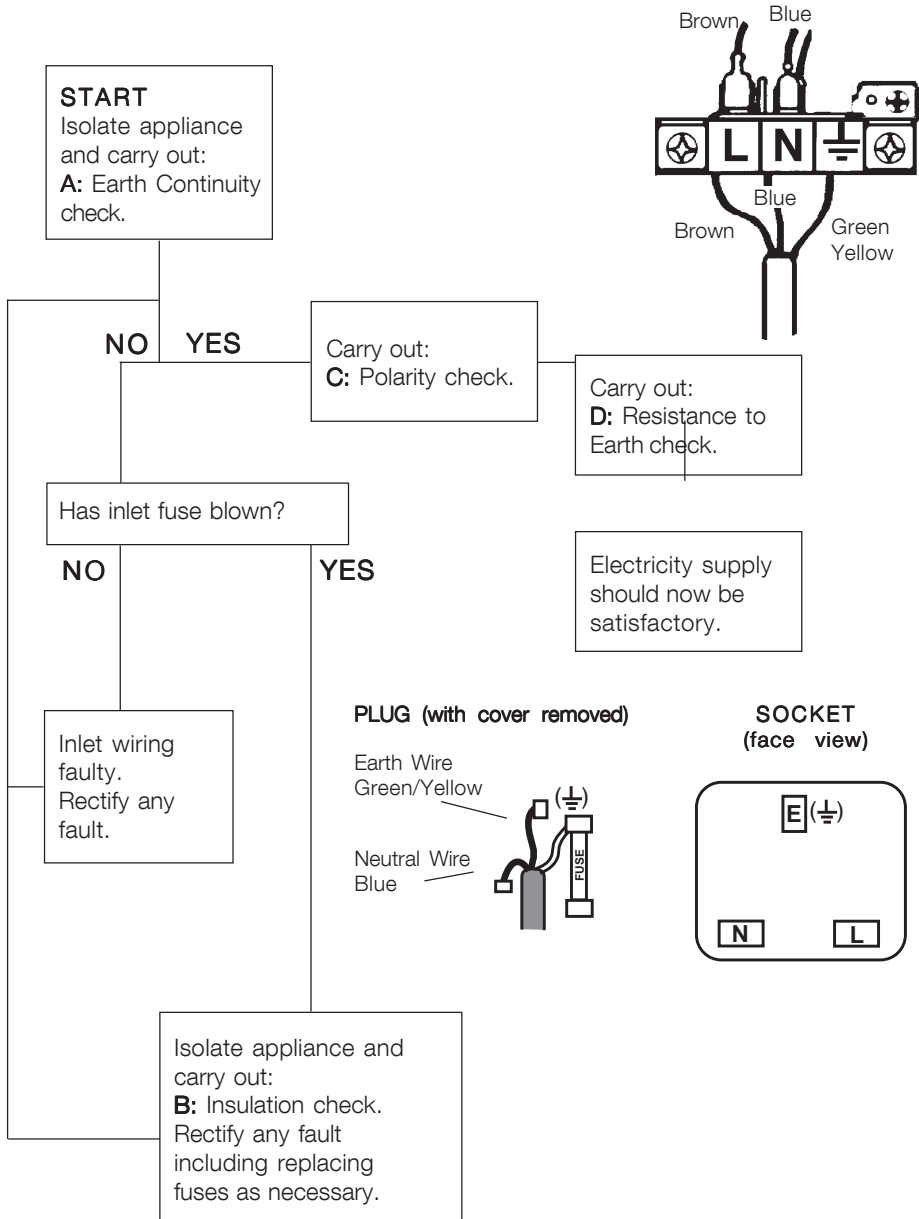 START
Isolate appliance
and carry out:
A: Earth Continuity
check.
Brown
Blue
L N
Blue
Brown
Green
Yellow
NO YES
Carry out:
C: Polarity check.
Carry out:
D: Resistance to
Earth check.
Has inlet fuse blown?
NO
YES
Electricity supply
should now be
satisfactory.
Inlet wiring
faulty.
Rectify any
fault.
PLUG (with cover removed)
Earth Wire
Green/Yellow
Neutral Wire
Blue
FUSE
SOCKET
(face view)
E
N
L
Isolate appliance and
carry out:
B: Insulation check.
Rectify any fault
including replacing
fuses as necessary.